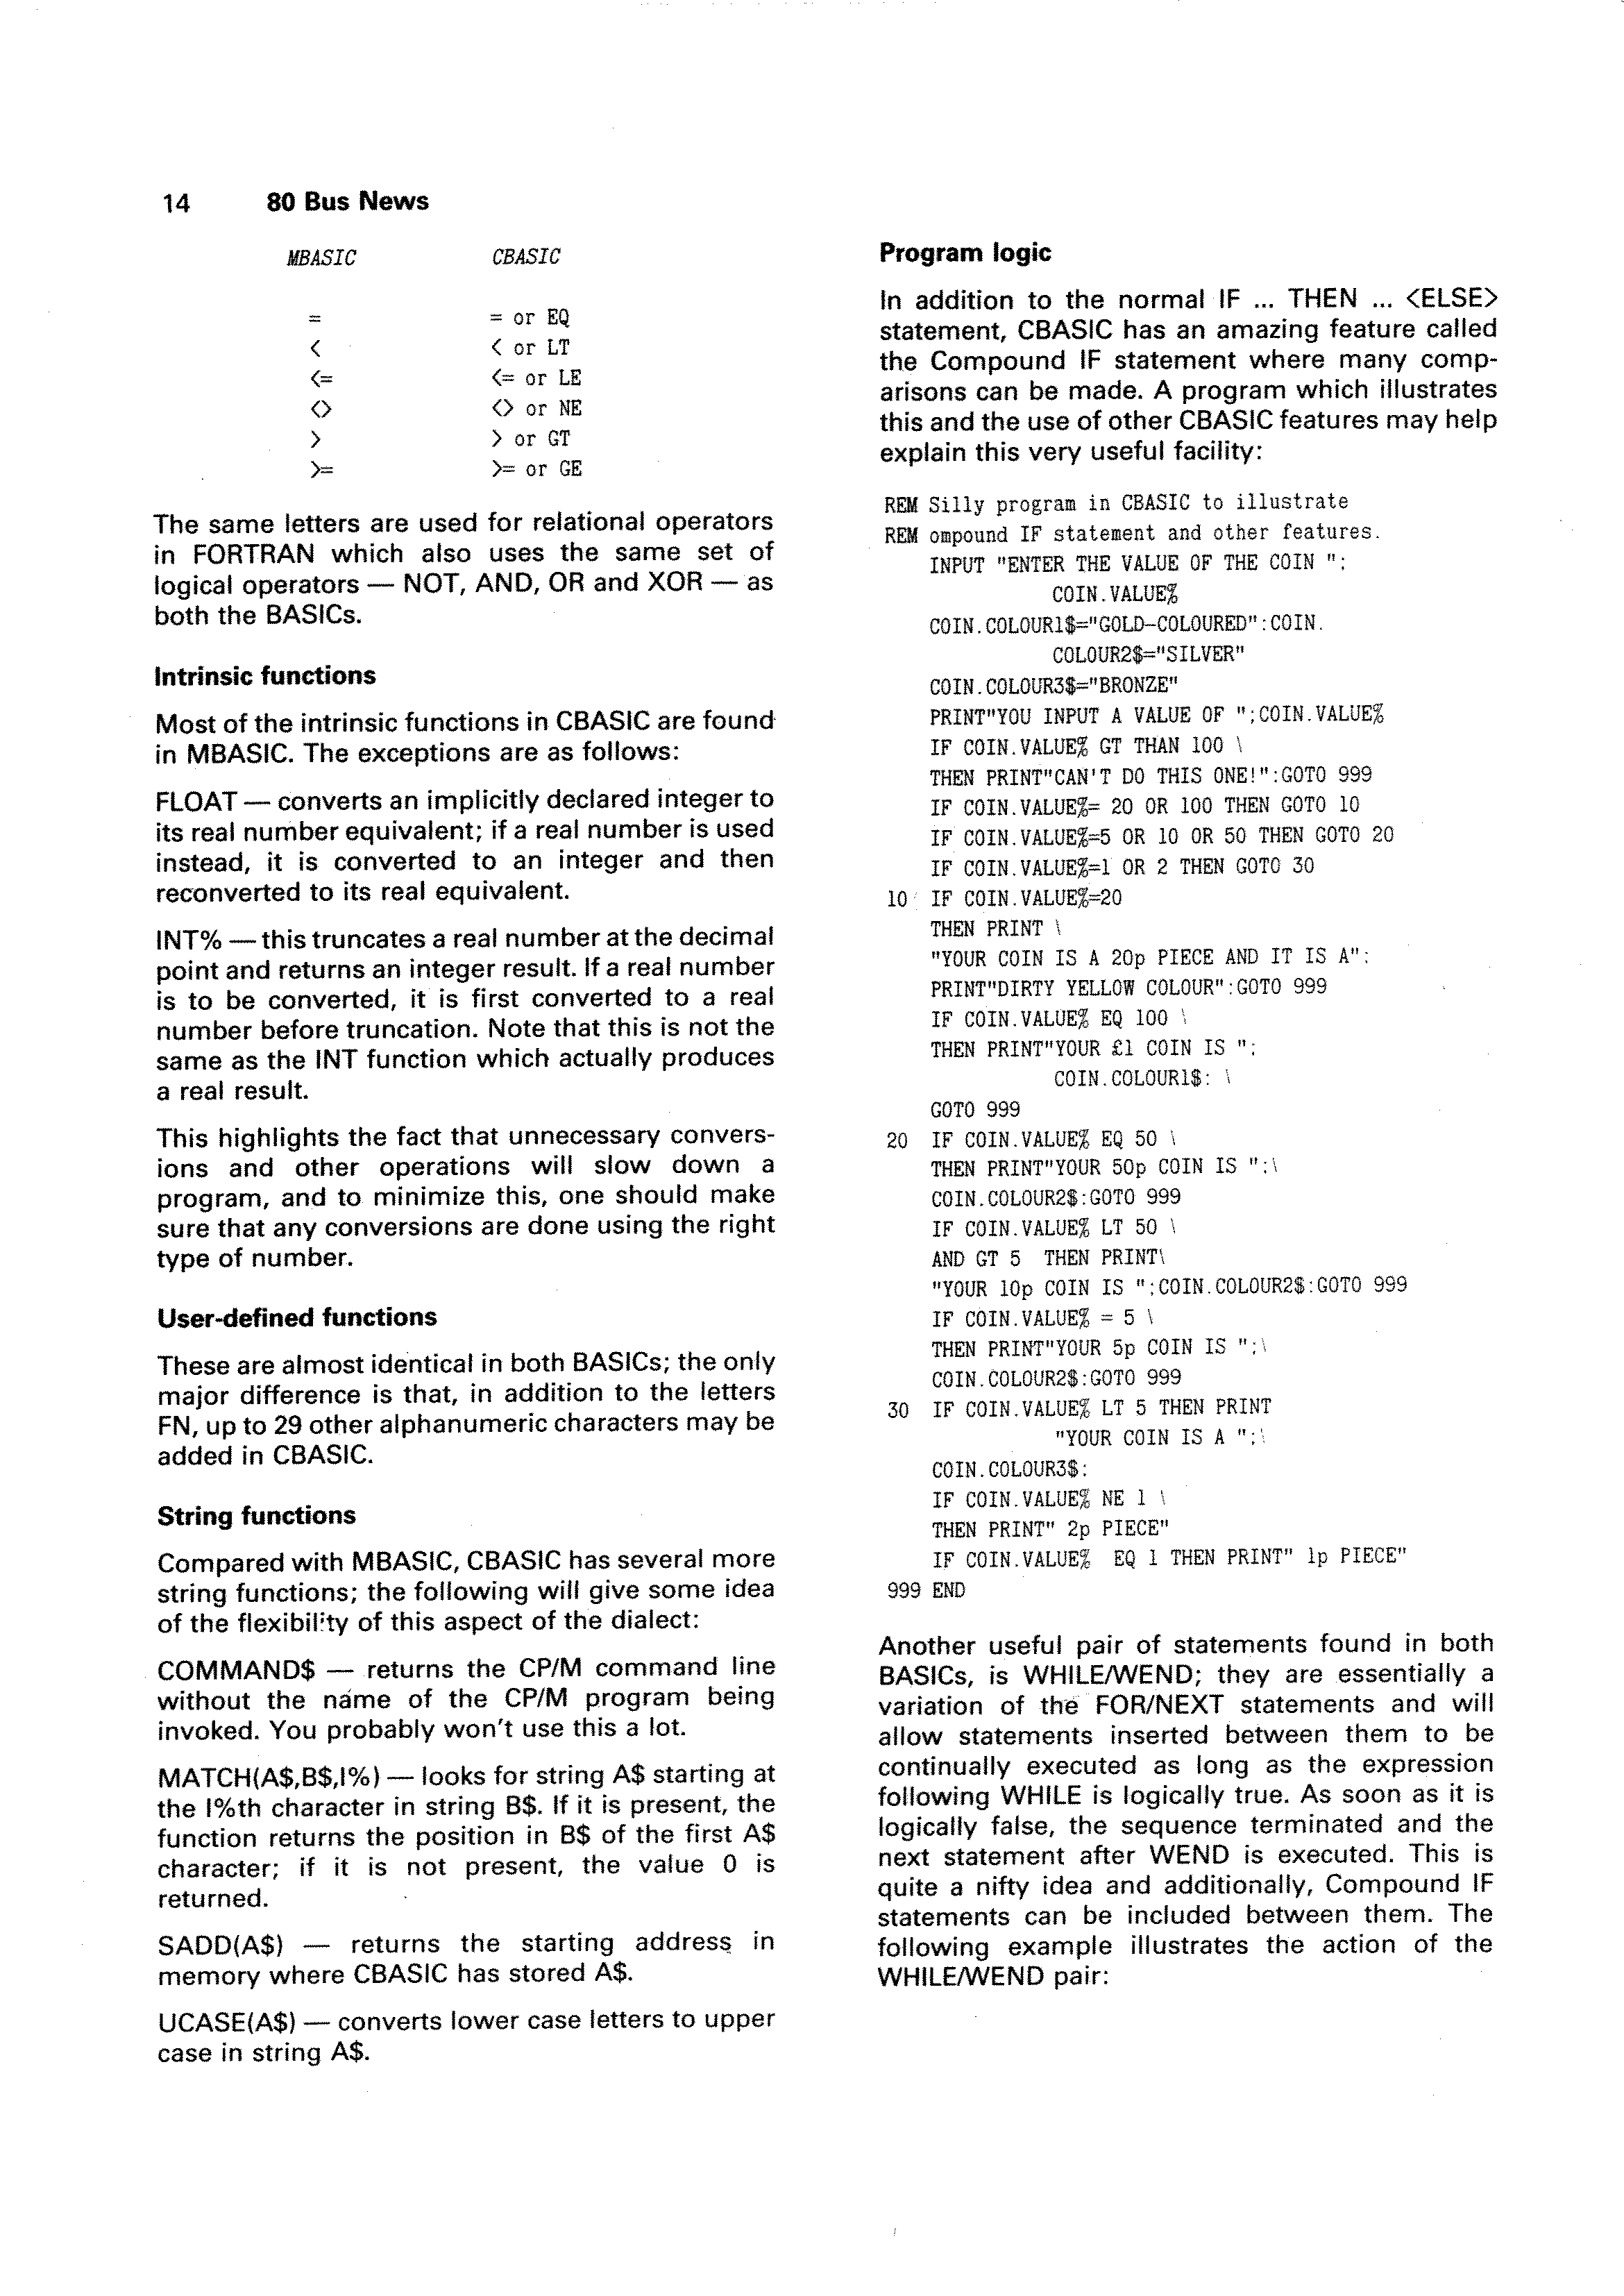 14 80 Bus News
MBASIC CBASIC
= = or EQ
< < or LT
<= <= or LE
<> <> or NE
> > or GT
>= >= or GE
The same letters are used for relational operators
in FORTRAN which also uses the same set of
logical operators — NOT, AND, OR and XOR — as
both the BASICs.
Intrinsic functions
Most of the intrinsic functions in CBASIC are found
in MBASIC. The exceptions are as follows:
FLOAT — converts an implicitly declared integer to
its real number equivalent; if a real number is used
instead, it is converted to an integer and then
reconverted to its real equivalent.
INT% — this truncates a real number at the decimal
point and returns an integer result. If a real number
is to be converted, it is first converted to a real
number before truncation. Note that this is not the
same as the INT function which actually produces
a real result.
This highlights the fact that unnecessary convers-
ions and other operations will slow down a
program, and to minimize this, one should make
sure that any conversions are done using the right
type of number.
User-defined functions
These are almost identical in both BASICs; the only
major difference is that, in addition to the letters
FN, up to 29 other alphanumeric characters may be
added in CBASIC.
String functions
Compared with MBASIC, CBASIC has several more
string functions; the following will give some idea
of the flexibility of this aspect of the dialect:
COMMAND$ — returns the CP/M command line
without the name of the CP/M program being
invoked. You probably won't use this a lot.
MATCH(A$,B$,I%) — looks for string A$ starting at
the I%th character in string B$. If it is present, the
function returns the position in B$ of the first A$
character; if it is not present, the value 0 is
returned.
SADD(A$) — returns the starting address in
memory where CBASIC has stored A$.
UCASE(A$) — converts lower case letters to upper
case in string A$.
Program logic
In addition to the normal IF ... THEN ... <ELSE>
statement, CBASIC has an amazing feature called
the Compound IF statement where many comp-
arisons can be made. A program which illustrates
this and the use of other CBASIC features may help
explain this very useful facility:
REM Silly program in CBASIC to illustrate
REM ompound IF statement and other features.
INPUT "ENTER THE VALUE OF THE COIN ";
COIN.VALUE%
COIN.COLOUR1$="GOLD-COLOURED":COIN.
COLOUR2$="SILVER"
COIN.COLOUR3$="BRONZE"
PRINT"YOU INPUT A VALUE OF ";COIN.VALUE%
IF COIN.VALUE% GT THAN 100 \
THEN PRINT"CAN'T DO THIS ONE!":GOTO 999
IF COIN.VALUE%= 20 OR 100 THEN GOTO 10
IF COIN.VALUE%=5 OR 10 OR 50 THEN GOTO 20
IF COIN.VALUE%=1 OR 2 THEN GOTO 30
10 IF COIN.VALUE%=20
THEN PRINT \
"YOUR COIN IS A 20p PIECE AND IT IS A":
PRINT"DIRTY YELLOW COLOUR":GOTO 999
IF COIN.VALUE% EQ 100 \
THEN PRINT"YOUR £1 COIN IS ";
COIN.COLOUR1$: \
GOTO 999
20 IF COIN.VALUE% EQ 50 \
THEN PRINT"YOUR 50p COIN IS ";\
COIN.COLOUR2$:GOTO 999
IF COIN.VALUE% LT 50 \
AND GT 5 THEN PRINT\
"YOUR 10p COIN IS ";COIN.COLOUR2$:GOTO 999
IF COIN.VALUE% = 5 \
THEN PRINT"YOUR 5p COIN IS ";\
COIN.COLOUR2$:GOTO 999
30 IF COIN.VALUE% LT 5 THEN PRINT
"YOUR COIN IS A ";\
COIN.COLOUR3$:
IF COIN.VALUE% NE 1 \
THEN PRINT" 2p PIECE"
IF COIN.VALUE% EQ 1 THEN PRINT" 1p PIECE"
999 END
Another useful pair of statements found in both
BASICs, is WHILE/WEND; they are essentially a
variation of the FOR/NEXT statements and will
allow statements inserted between them to be
continually executed as long as the expression
following WHILE is logically true. As soon as it is
logically false, the sequence terminated and the
next statement after WEND is executed. This is
quite a nifty idea and additionally, Compound IF
statements can be included between them. The
following example illustrates the action of the
WHILE/WEND pair: